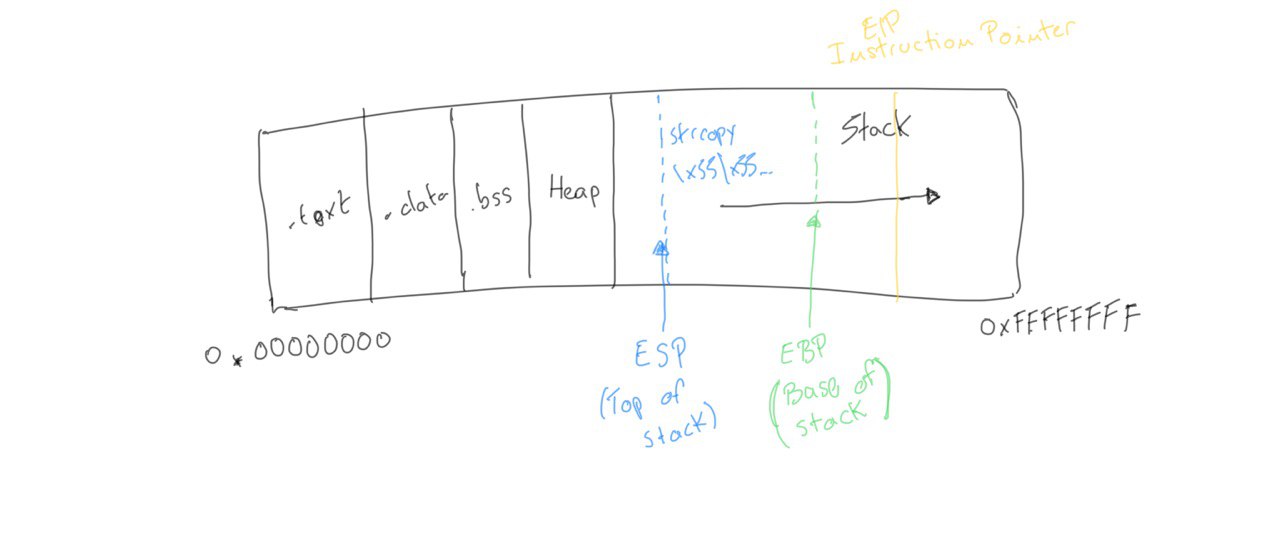 EIP
Instruction Pointer
Stack
strcopy
\x55\x55...
.text
.data
.bss
Heap
0x00000000
0xFFFFFFFF
ESP
(Top of
stack)
EBP
(Base of
stack)